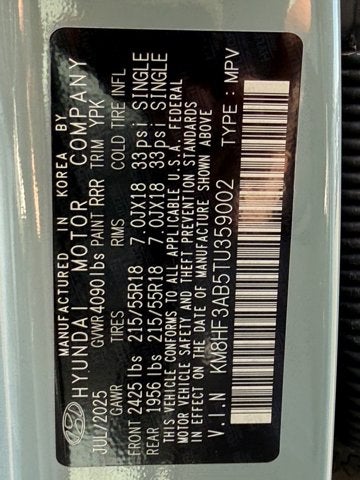 MANUFACTURED IN KOREA BY
HYUNDAI MOTOR COMPANY
JUL/2025 GWR 4090 lbs PAINT RRR TRIM YPK
GAWR TIRES RMS COLD TIRE INFL
FRONT 2425 lbs 215/55R18 7.0JX18 33psi SINGLE
REAR 1956 lbs 215/55R18 7.0JX18 33psi SINGLE
THIS VEHICLE CONFORMS TO ALL APPLICABLE U.S.A. FEDERAL
MOTOR VEHICLE SAFETY AND THEFT PREVENTION STANDARDS
IN EFFECT ON THE DATE OF MANUFACTURE SHOWN ABOVE
V.I.N KM8HF3AB5TU359002 TYPE : MPV